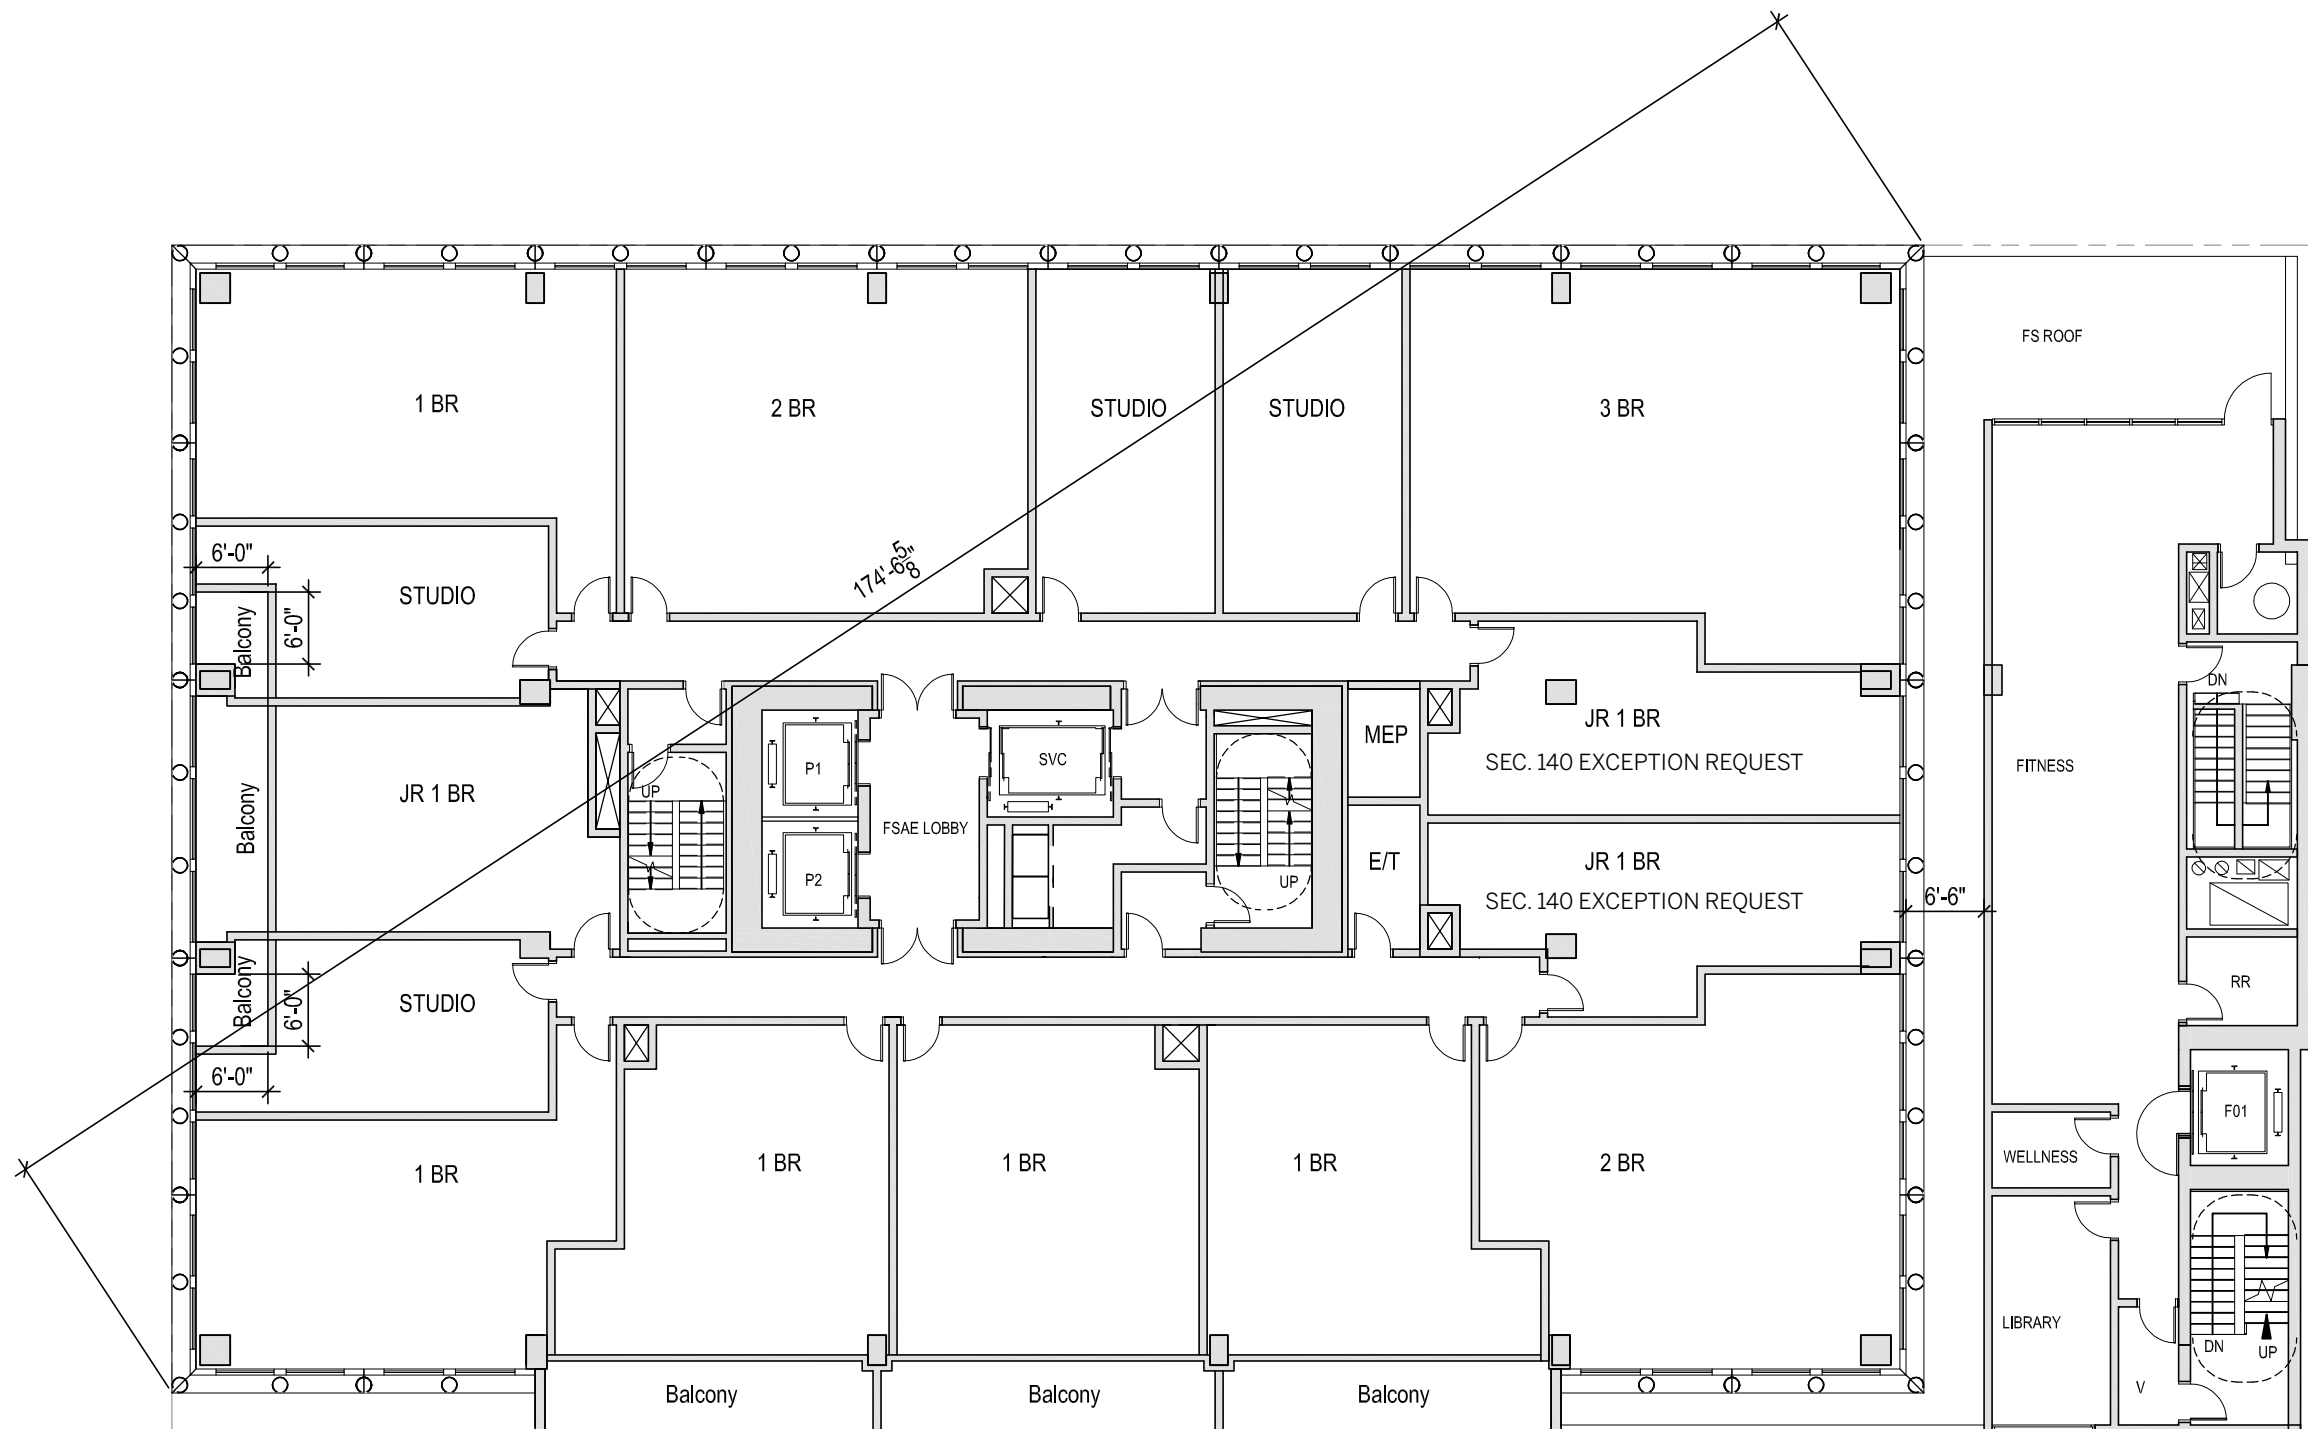 FS ROOF
1 BR
2 BR
STUDIO
STUDIO
3 BR
6'-0"
STUDIO
174'-6 5/8"
6'-0"
Balcony
DN
JR 1 BR
SEC. 140 EXCEPTION REQUEST
MEP
SVC
P1
FITNESS
UP
JR 1 BR
Balcony
FSAE LOBBY
E/T
JR 1 BR
SEC. 140 EXCEPTION REQUEST
P2
UP
6'-6"
RR
Balcony
6'-0"
STUDIO
6'-0"
F01
WELLNESS
1 BR
1 BR
1 BR
1 BR
2 BR
LIBRARY
DN
UP
V
Balcony
Balcony
Balcony